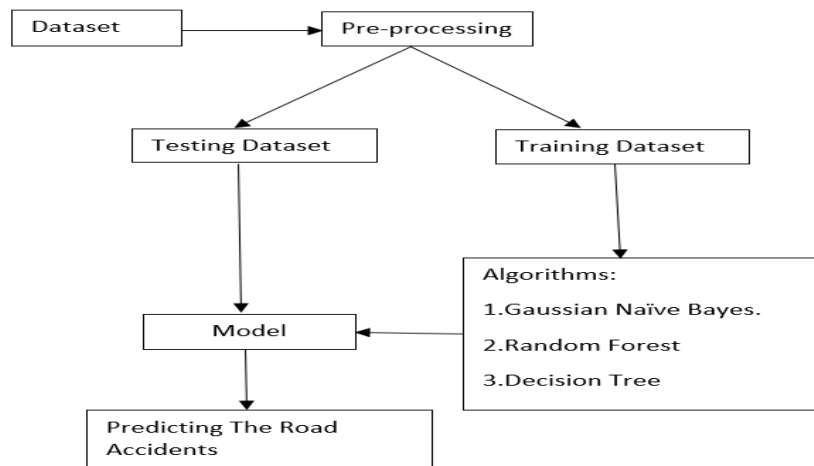 Dataset
Pre-processing
Testing Dataset
Training Dataset
Algorithms:
1.Gaussian Naïve Bayes.
2.Random Forest
3.Decision Tree
Model
Predicting The Road
Accidents